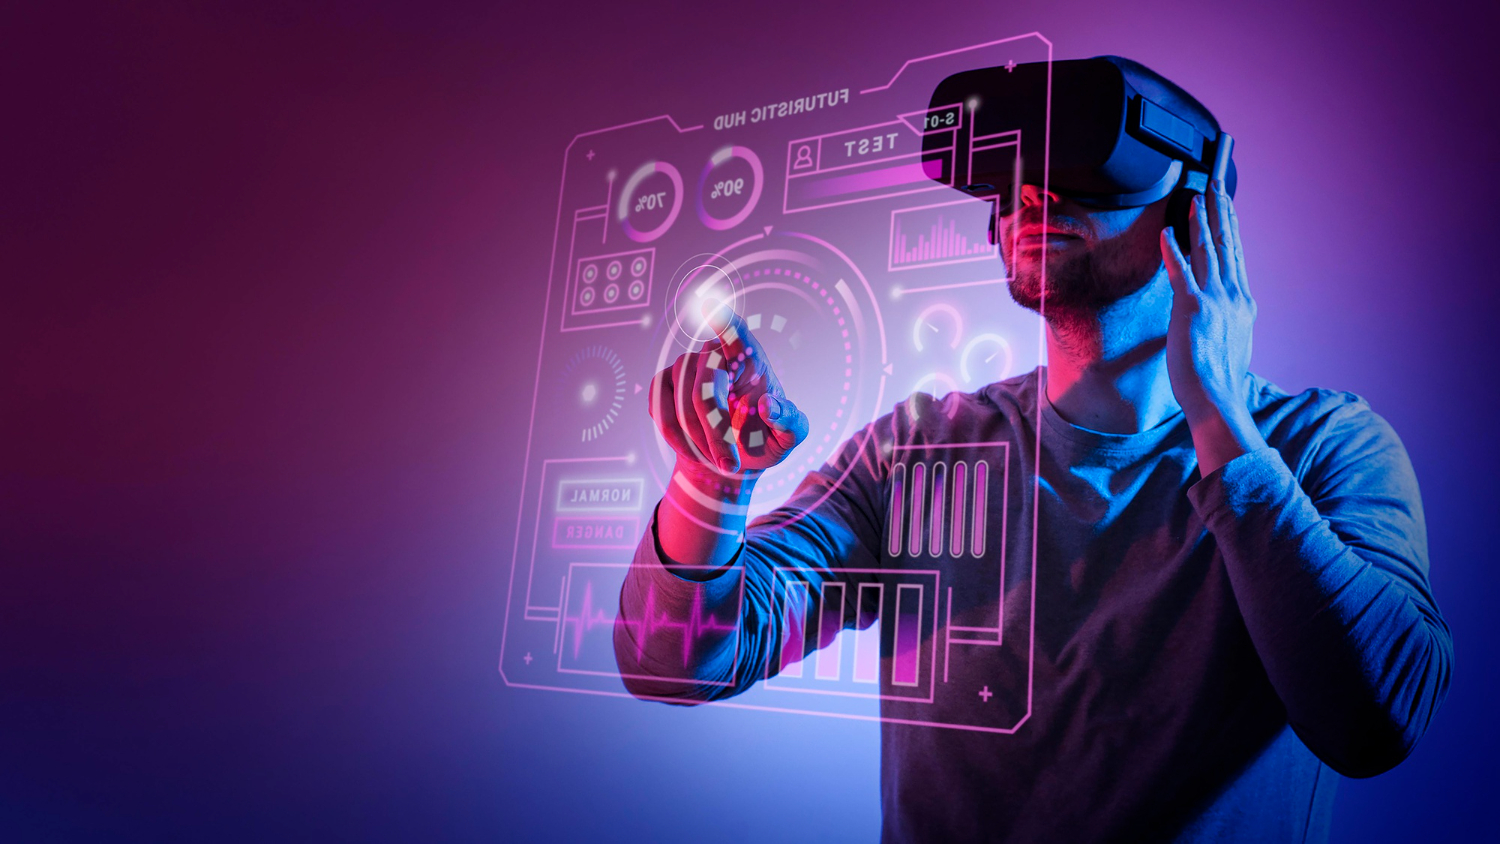 FUTURISTIC HUD
S-01
TEST
90%
70%
NORMAL
DANGER